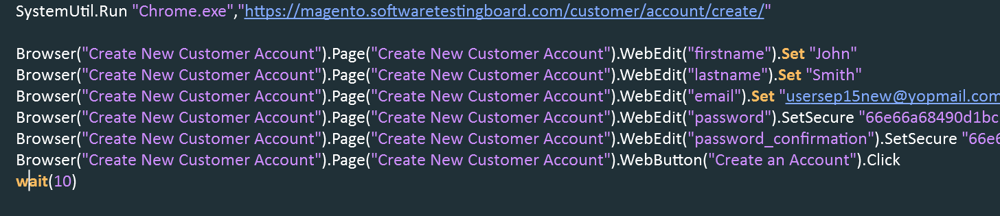 SystemUtil.Run "Chrome.exe","https://magento.softwaretestingboard.com/customer/account/create/"
Browser("Create New Customer Account").Page("Create New Customer Account").WebEdit("firstname").Set "John"
Browser("Create New Customer Account").Page("Create New Customer Account").WebEdit("lastname").Set "Smith"
Browser("Create New Customer Account").Page("Create New Customer Account").WebEdit("email").Set "usersep15new@yopmail.com
Browser("Create New Customer Account").Page("Create New Customer Account").WebEdit("password").SetSecure "66e66a68490d1bc
Browser("Create New Customer Account").Page("Create New Customer Account").WebEdit("password_confirmation").SetSecure "66e6
Browser("Create New Customer Account").Page("Create New Customer Account").WebButton("Create an Account").Click
wait(10)